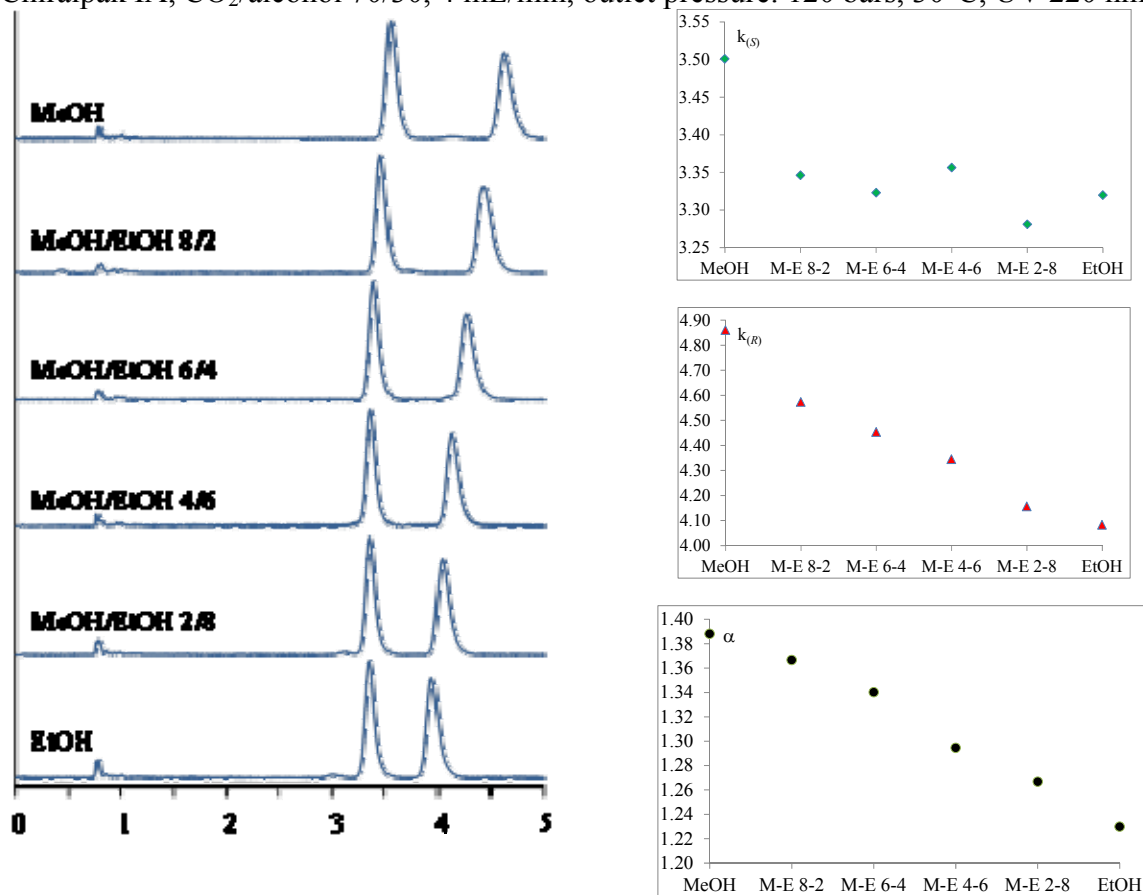 Chiralpak IA, CO₂/alcohol 70/30, 4 mL/min, outlet pressure: 120 bars, 30°C, UV 220 nm
MeOH
MeOH/EtOH 8/2
MeOH/EtOH 6/4
MeOH/EtOH 4/6
MeOH/EtOH 2/8
EtOH
0 1 2 3 4 5
k(S)
3.55
3.50
3.45
3.40
3.35
3.30
3.25
MeOH M-E 8-2 M-E 6-4 M-E 4-6 M-E 2-8 EtOH
k(R)
4.90
4.80
4.70
4.60
4.50
4.40
4.30
4.20
4.10
4.00
MeOH M-E 8-2 M-E 6-4 M-E 4-6 M-E 2-8 EtOH
α
1.40
1.38
1.36
1.34
1.32
1.30
1.28
1.26
1.24
1.22
1.20
MeOH M-E 8-2 M-E 6-4 M-E 4-6 M-E 2-8 EtOH